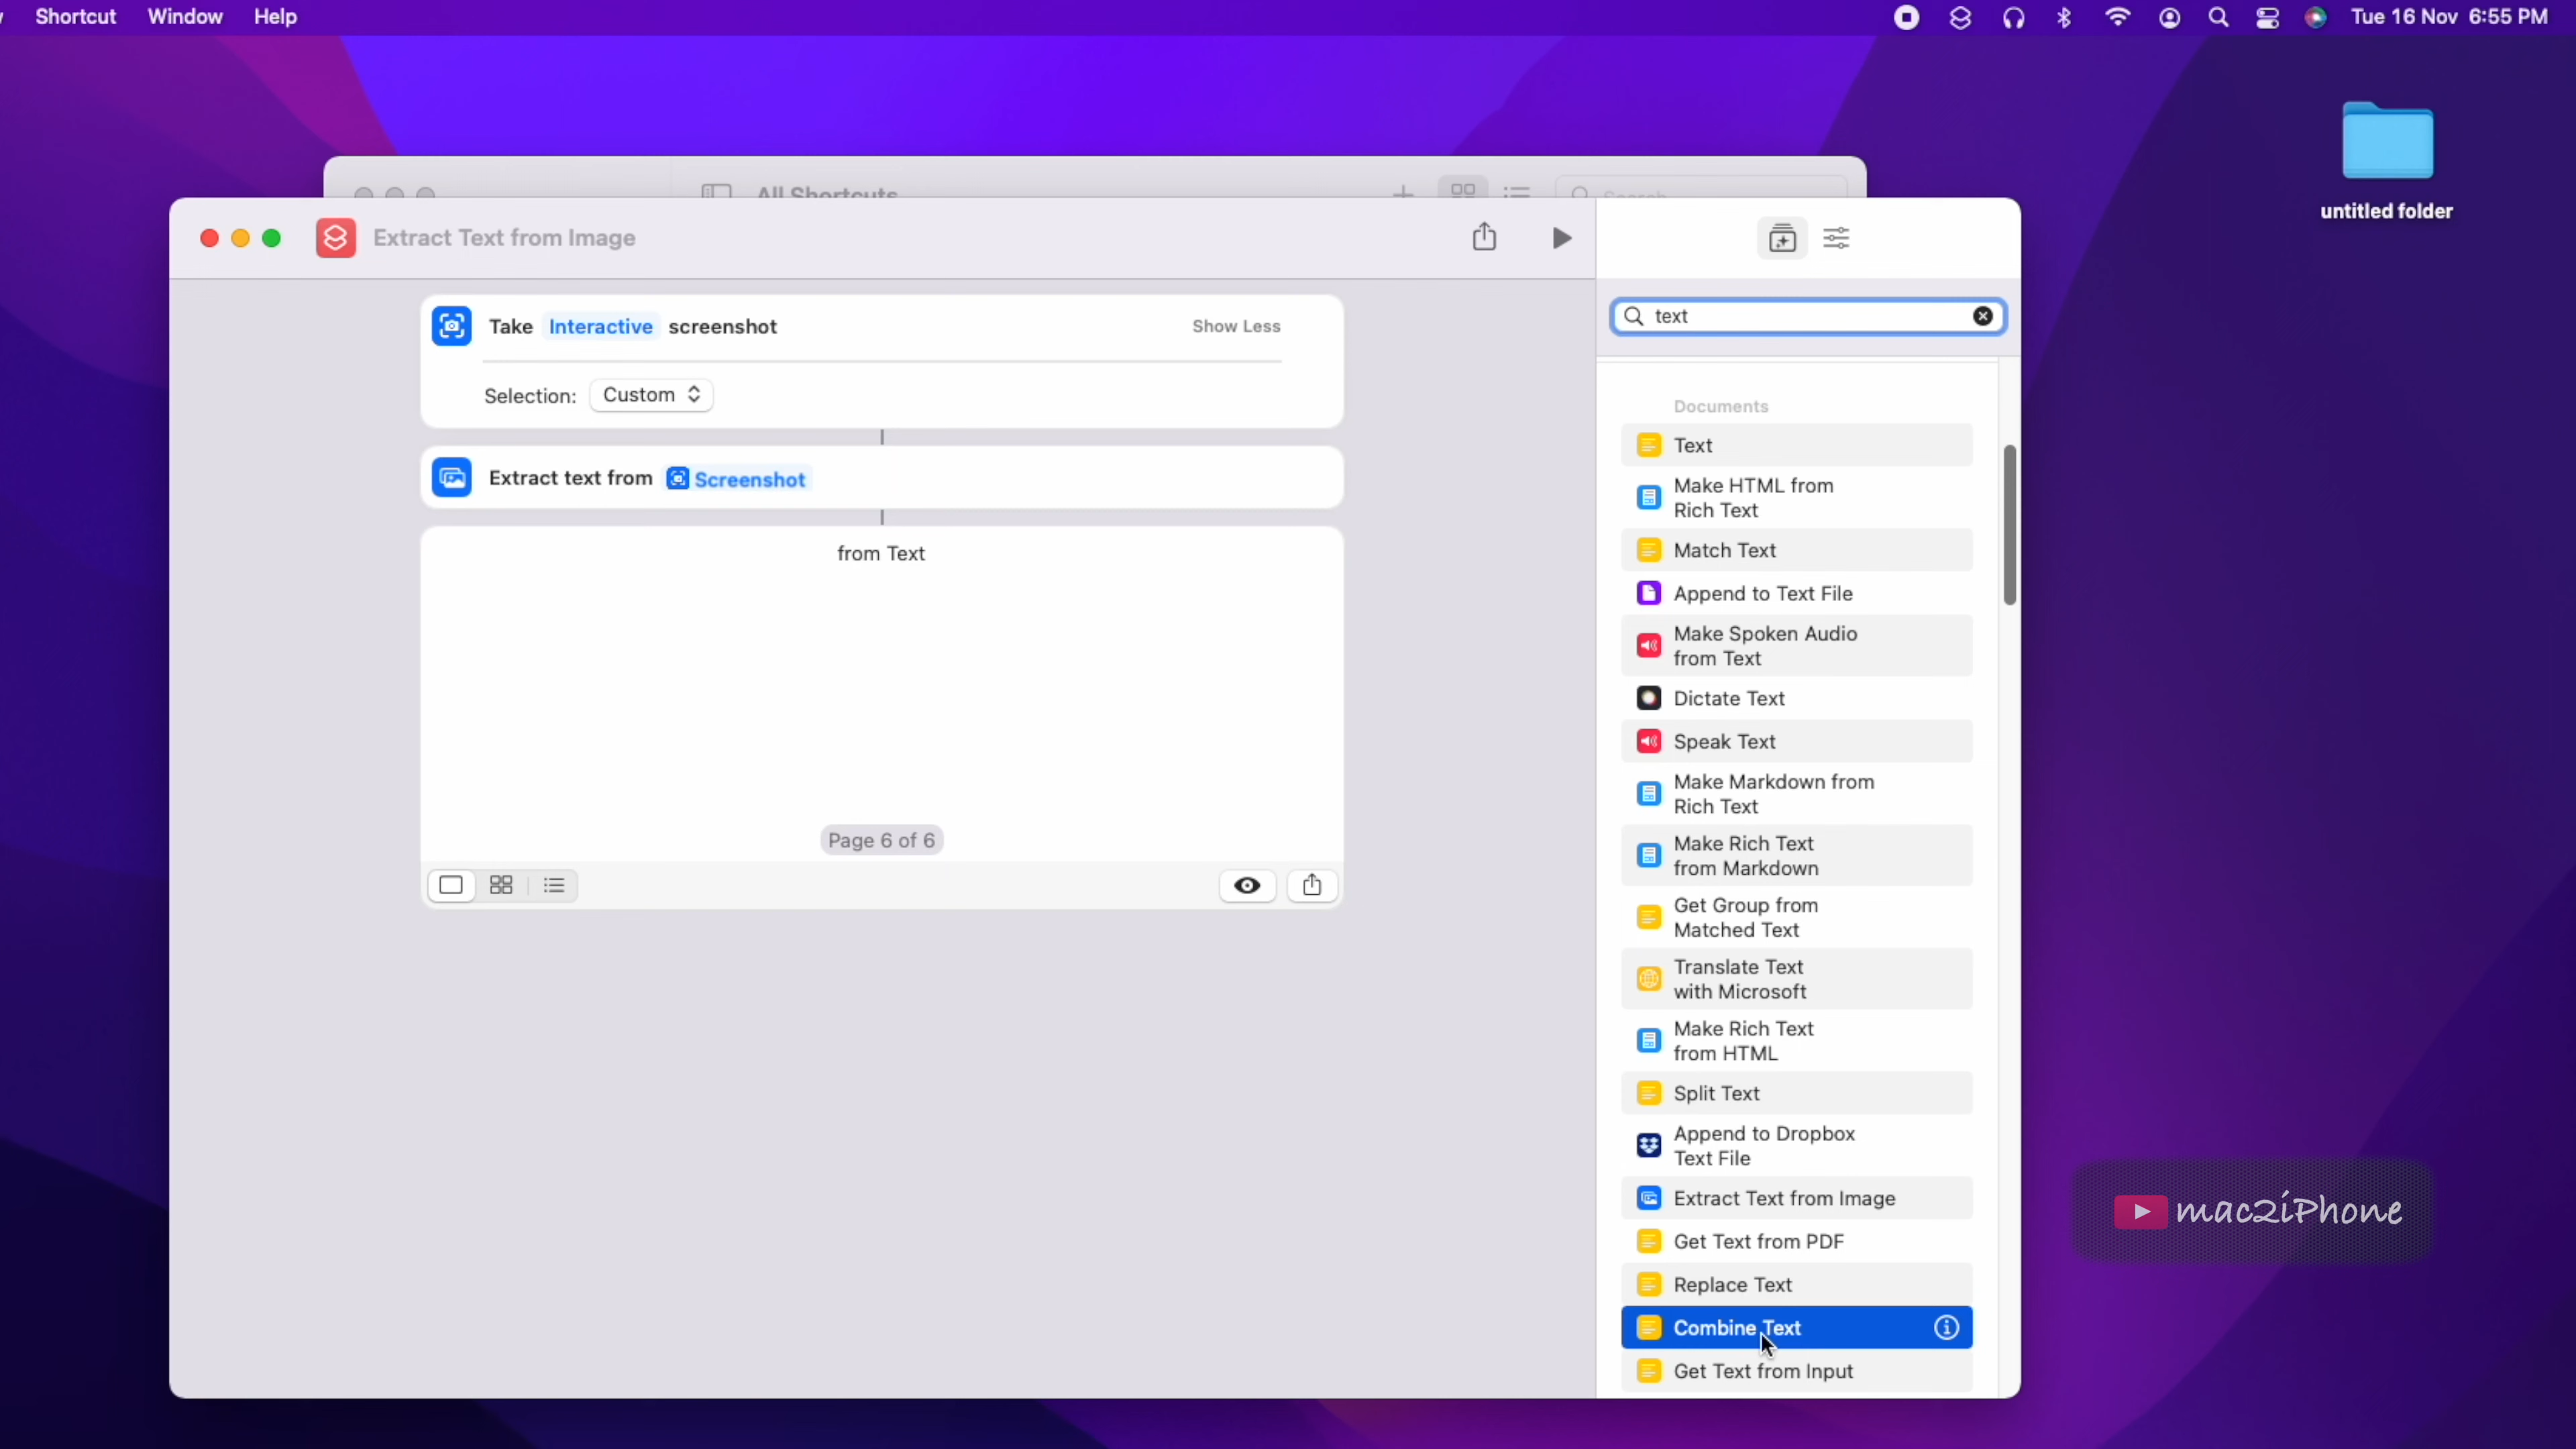 Shortcut Window Help
Tue 16 Nov 6:55 PM
untitled folder
All Shortcuts
Search
Extract Text from Image
Take Interactive screenshot
Show Less
Selection: Custom
Extract text from Screenshot
from Text
Page 6 of 6
text
Documents
Text
Make HTML from
Rich Text
Match Text
Append to Text File
Make Spoken Audio
from Text
Dictate Text
Speak Text
Make Markdown from
Rich Text
Make Rich Text
from Markdown
Get Group from
Matched Text
Translate Text
with Microsoft
Make Rich Text
from HTML
Split Text
Append to Dropbox
Text File
Extract Text from Image
Get Text from PDF
Replace Text
Combine Text
Get Text from Input
mac2iPhone